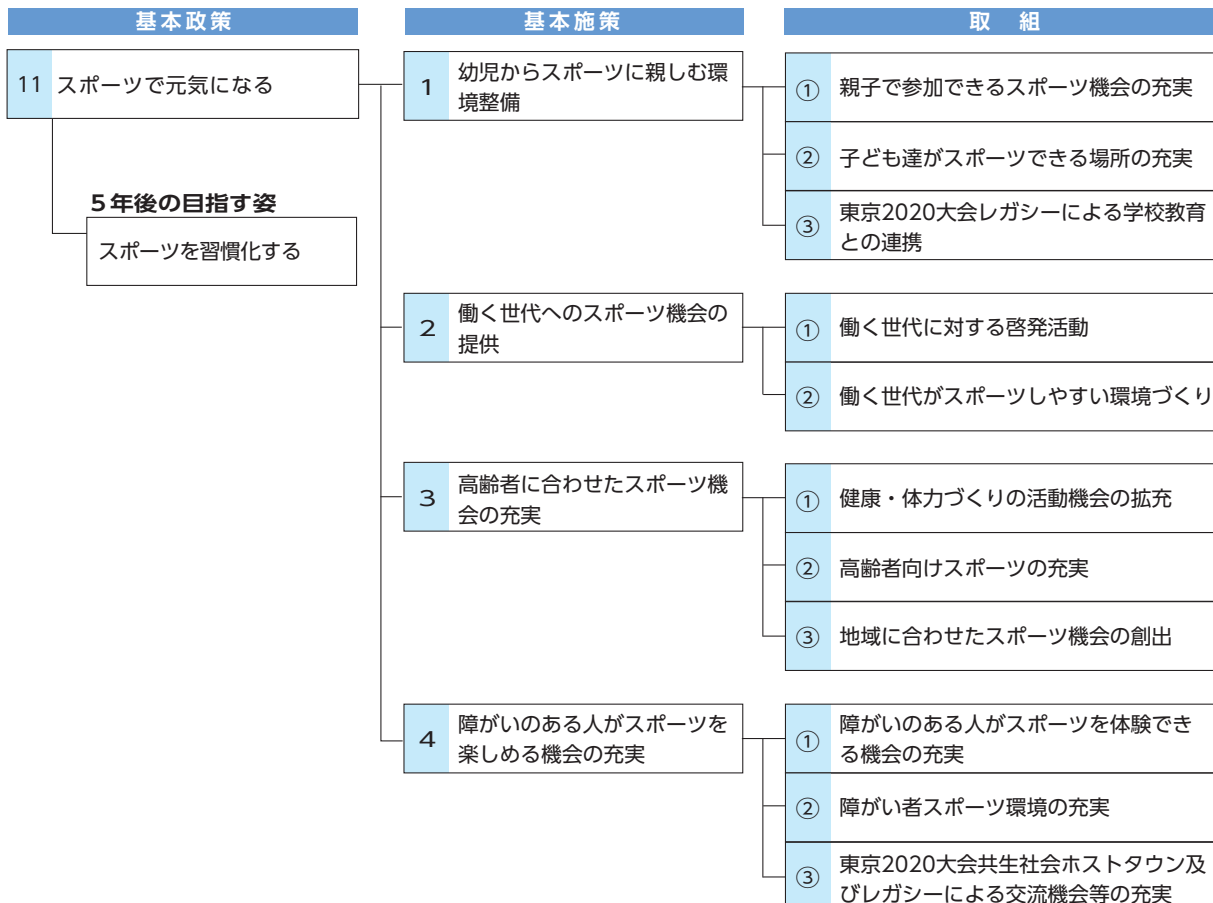 基本政策
基本施策
取　組
11 スポーツで元気になる
5年後の目指す姿
スポーツを習慣化する
1 幼児からスポーツに親しむ環
境整備
① 親子で参加できるスポーツ機会の充実
② 子ども達がスポーツできる場所の充実
③ 東京2020大会レガシーによる学校教育
との連携
2 働く世代へのスポーツ機会の
提供
① 働く世代に対する啓発活動
② 働く世代がスポーツしやすい環境づくり
3 高齢者に合わせたスポーツ機
会の充実
① 健康・体力づくりの活動機会の拡充
② 高齢者向けスポーツの充実
③ 地域に合わせたスポーツ機会の創出
4 障がいのある人がスポーツを
楽しめる機会の充実
① 障がいのある人がスポーツを体験でき
る機会の充実
② 障がい者スポーツ環境の充実
③ 東京2020大会共生社会ホストタウン及
びレガシーによる交流機会等の充実